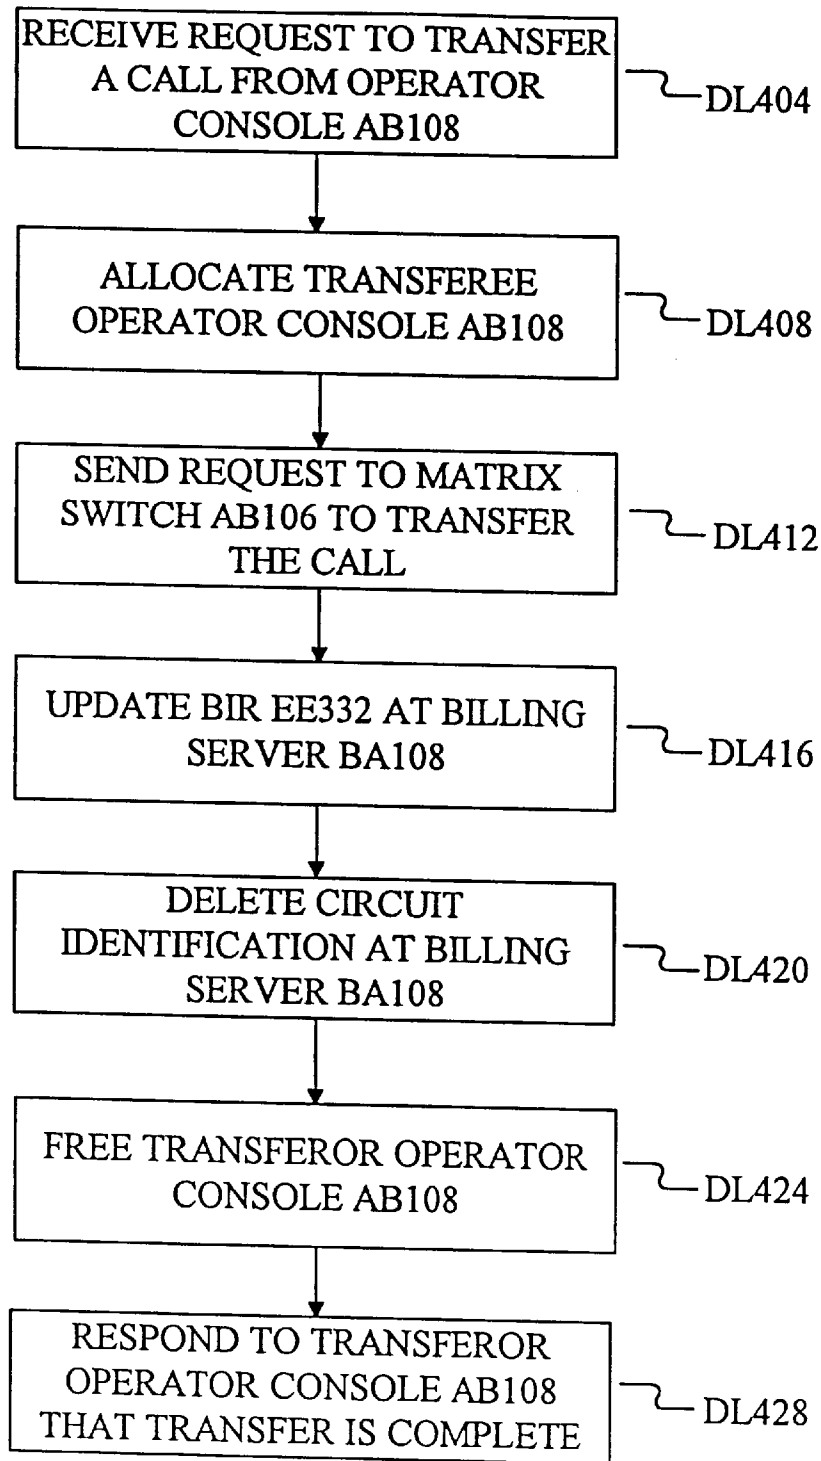 RECEIVE REQUEST TO TRANSFER
A CALL FROM OPERATOR
CONSOLE AB108
DL404
ALLOCATE TRANSFEREE
OPERATOR CONSOLE AB108
DL408
SEND REQUEST TO MATRIX
SWITCH AB106 TO TRANSFER
THE CALL
DL412
UPDATE BIR EE332 AT BILLING
SERVER BA108
DL416
DELETE CIRCUIT
IDENTIFICATION AT BILLING
SERVER BA108
DL420
FREE TRANSFEROR OPERATOR
CONSOLE AB108
DL424
RESPOND TO TRANSFEROR
OPERATOR CONSOLE AB108
THAT TRANSFER IS COMPLETE
DL428